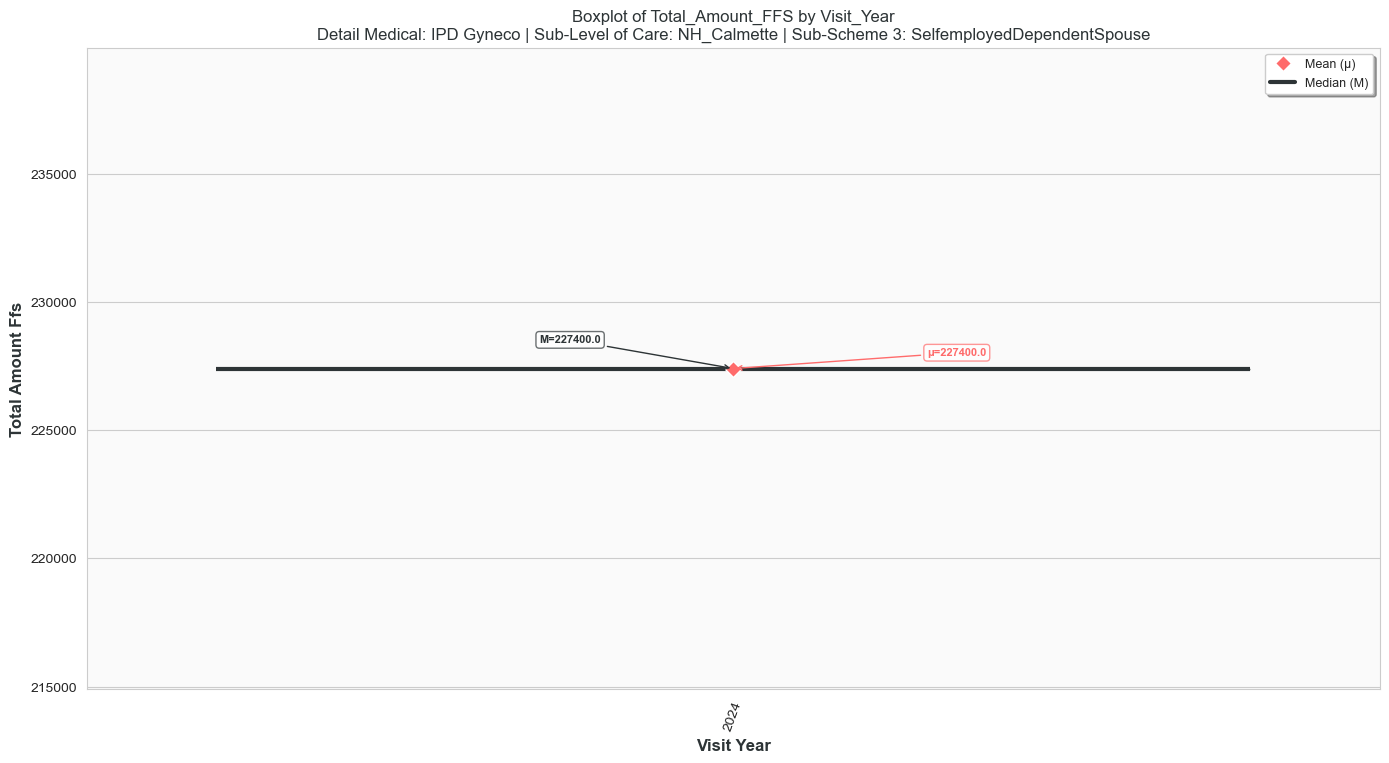 Boxplot of Total_Amount_FFS by Visit_Year
Detail Medical: IPD Gyneco | Sub-Level of Care: NH_Calmette | Sub-Scheme 3: SelfemployedDependentSpouse
Mean (μ)
Median (M)
235000
230000
225000
220000
215000
Total Amount Ffs
M=227400.0
μ=227400.0
2024
Visit Year